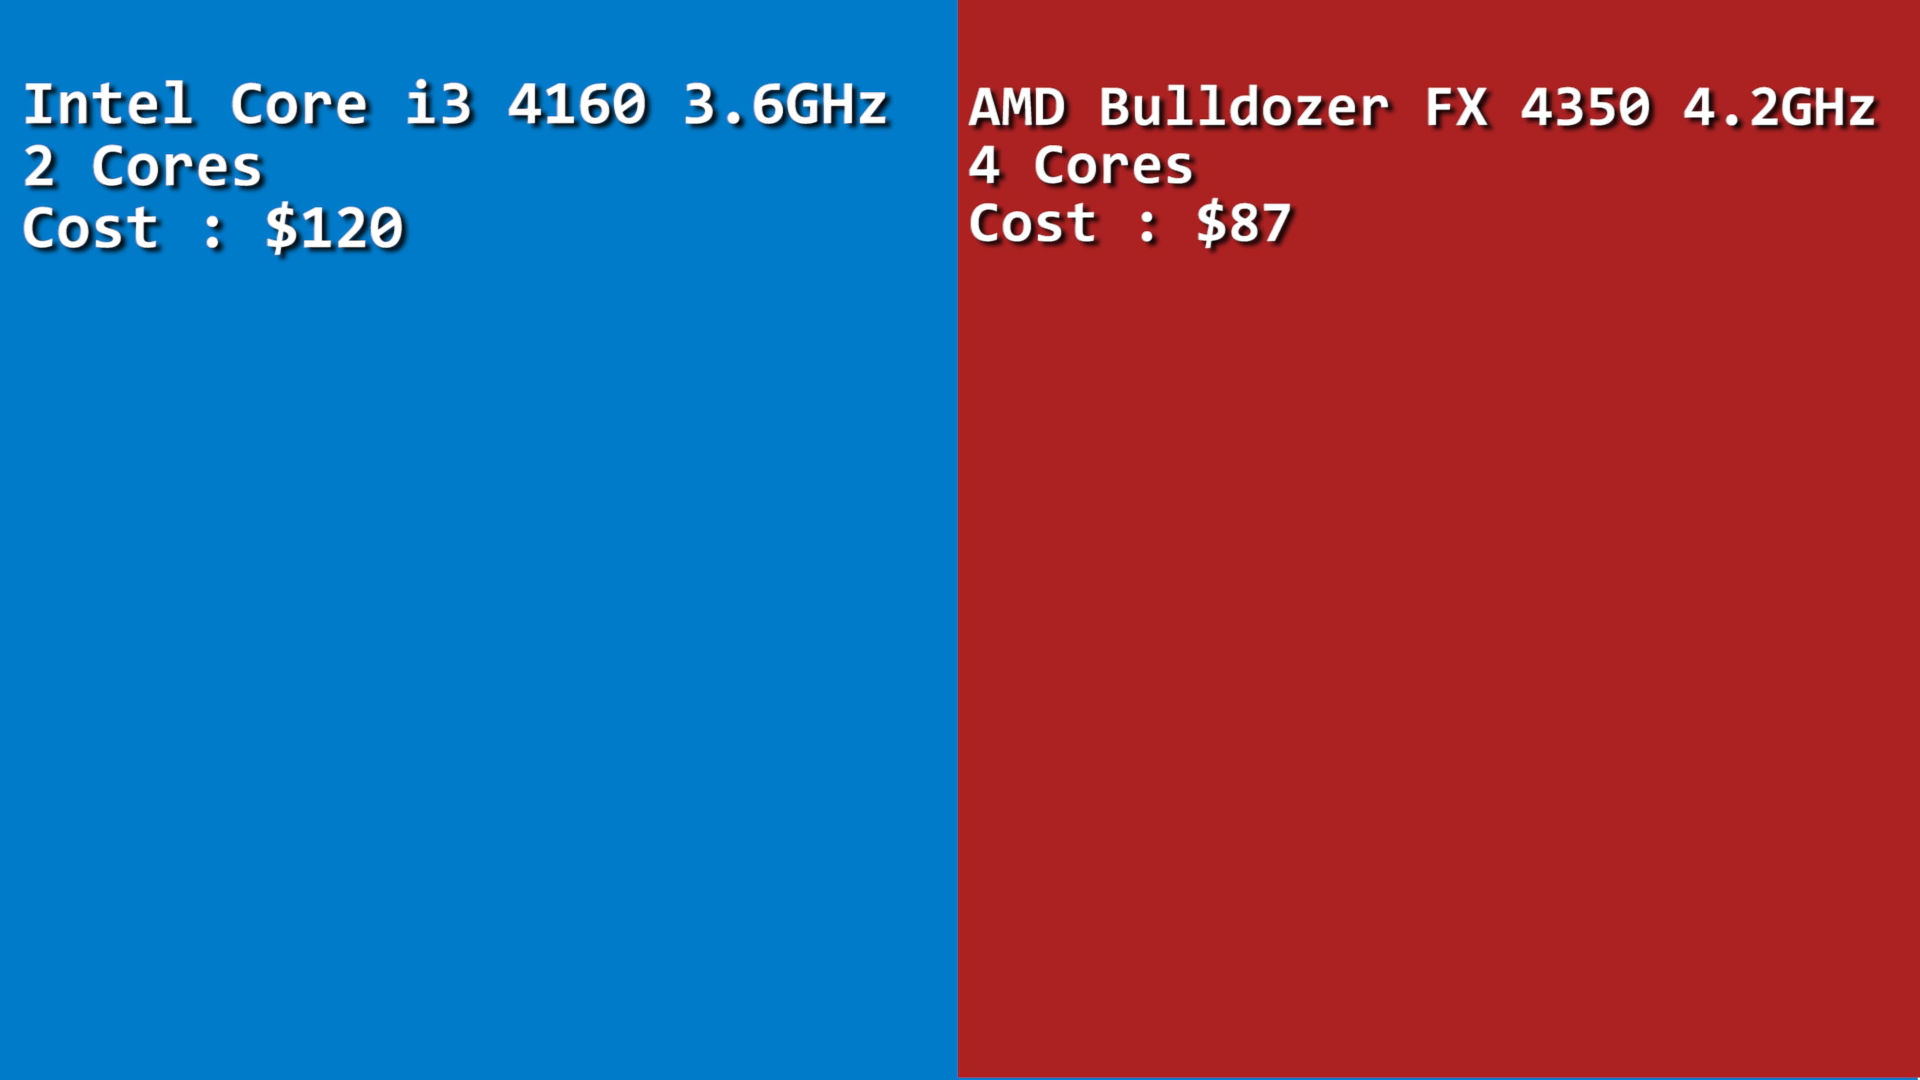 Intel Core i3 4160 3.6GHz
2 Cores
Cost : $120
AMD Bulldozer FX 4350 4.2GHz
4 Cores
Cost : $87